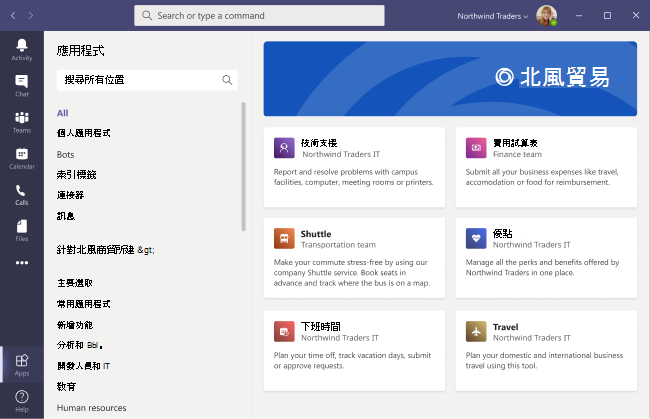 Search or type a command
Northwind Traders
Activity
Chat
Teams
Calendar
Calls
Files
Apps
Help
應用程式
搜尋所有位置
All
個人應用程式
Bots
索引標籤
連接器
訊息
針對北風商貿所建 &gt;
主要選取
常用應用程式
新增功能
分析和 BbI。
開發人員和 IT
教育
Human resources
北風貿易
技術支援
Northwind Traders IT
Report and resolve problems with campus
facilities, computer, meeting rooms or printers.
費用試算表
Finance team
Submit all your business expenses like travel,
accomodation or food for reimbursement.
Shuttle
Transportation team
Make your commute stress-free by using our
company Shuttle service. Book seats in
advance and track where the bus is on a map.
優點
Northwind Traders IT
Manage all the perks and benefits offered by
Northwind Traders in one place.
下班時間
Northwind Traders IT
Plan your time off, track vacation days, submit
or approve requests.
Travel
Northwind Traders IT
Plan your domestic and international business
travel using this tool.